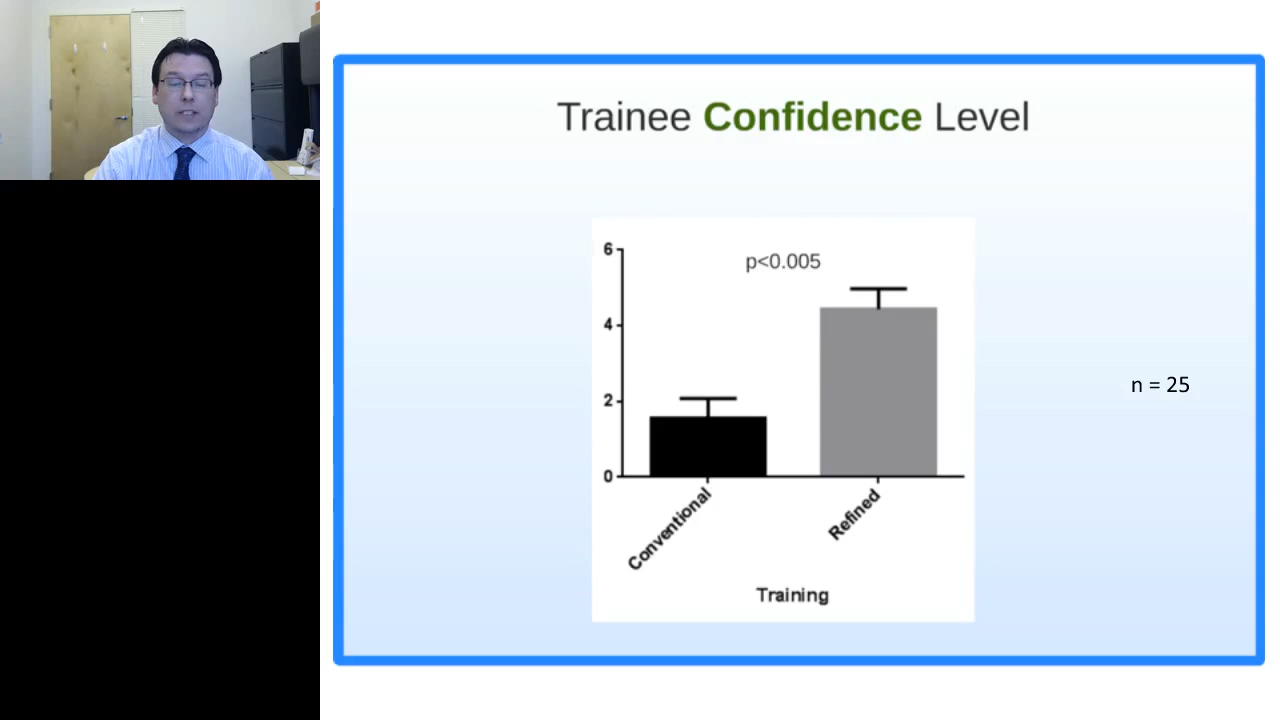 Trainee Confidence Level
6
p<0.005
4
2
0
Conventional
Refined
Training
n = 25